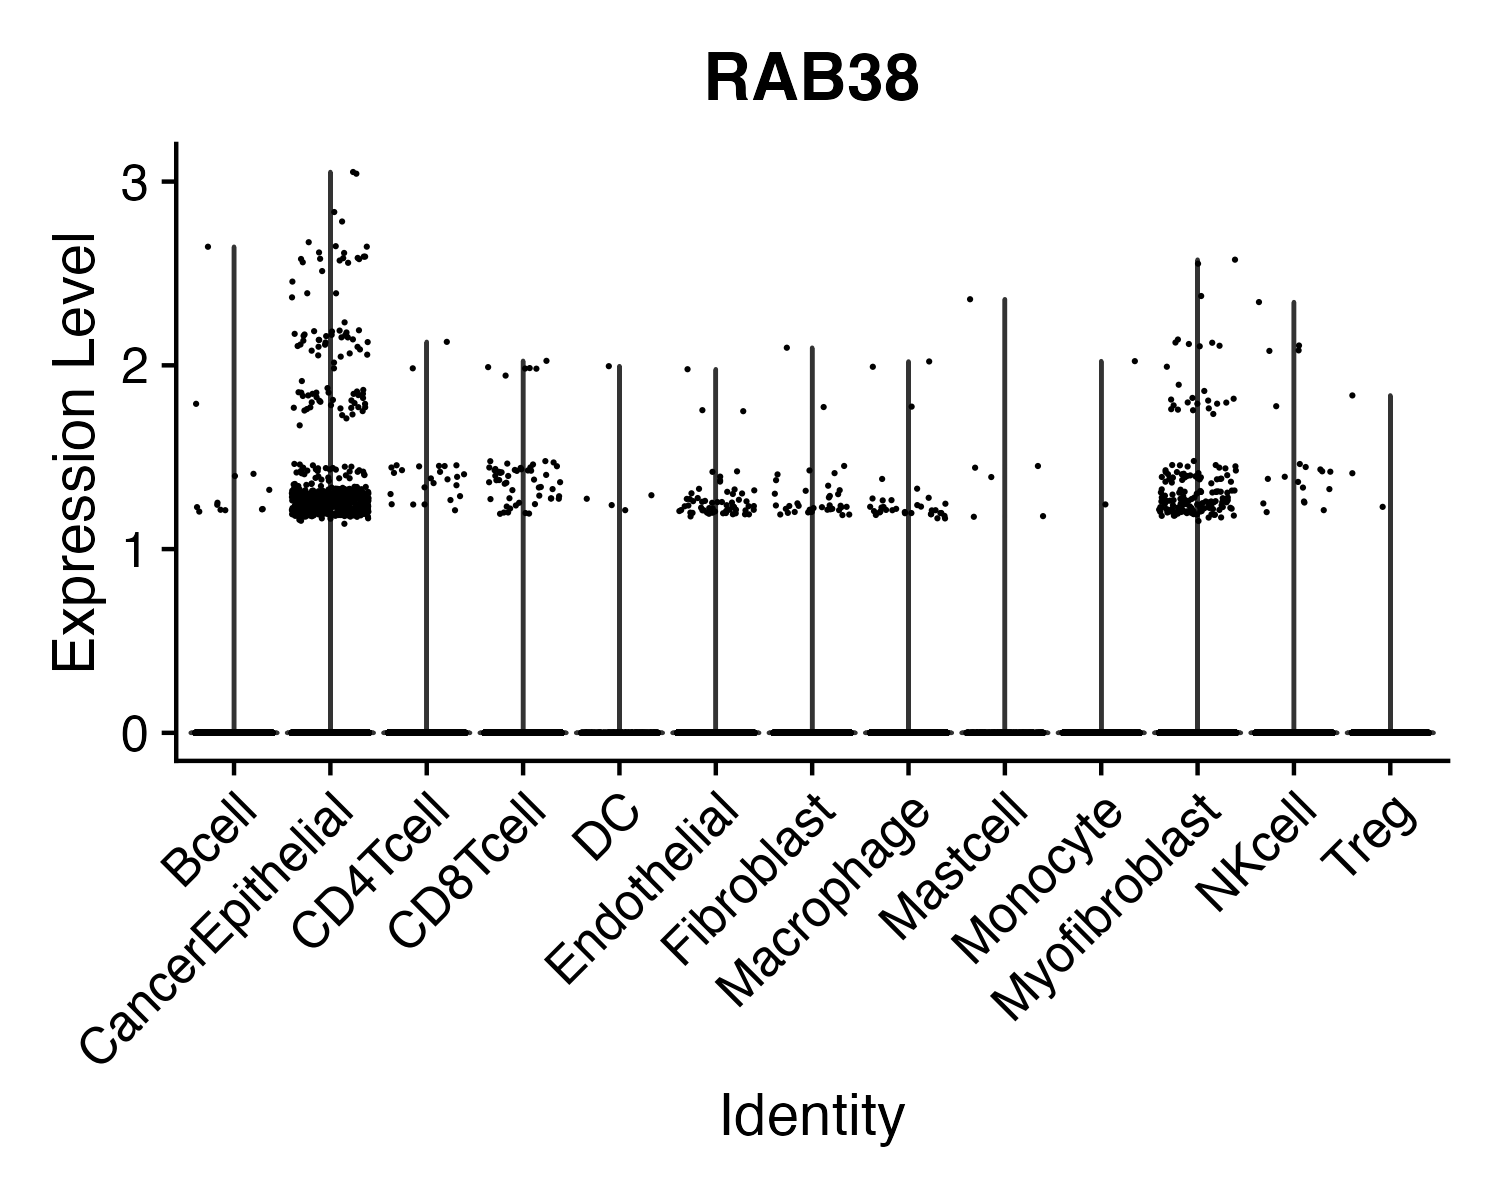 RAB38
Expression Level
3
2
1
0
Bcell
CancerEpithelial
CD4Tcell
CD8Tcell
DC
Endothelial
Fibroblast
Macrophage
Mastcell
Monocyte
Myofibroblast
NKcell
Treg
Identity